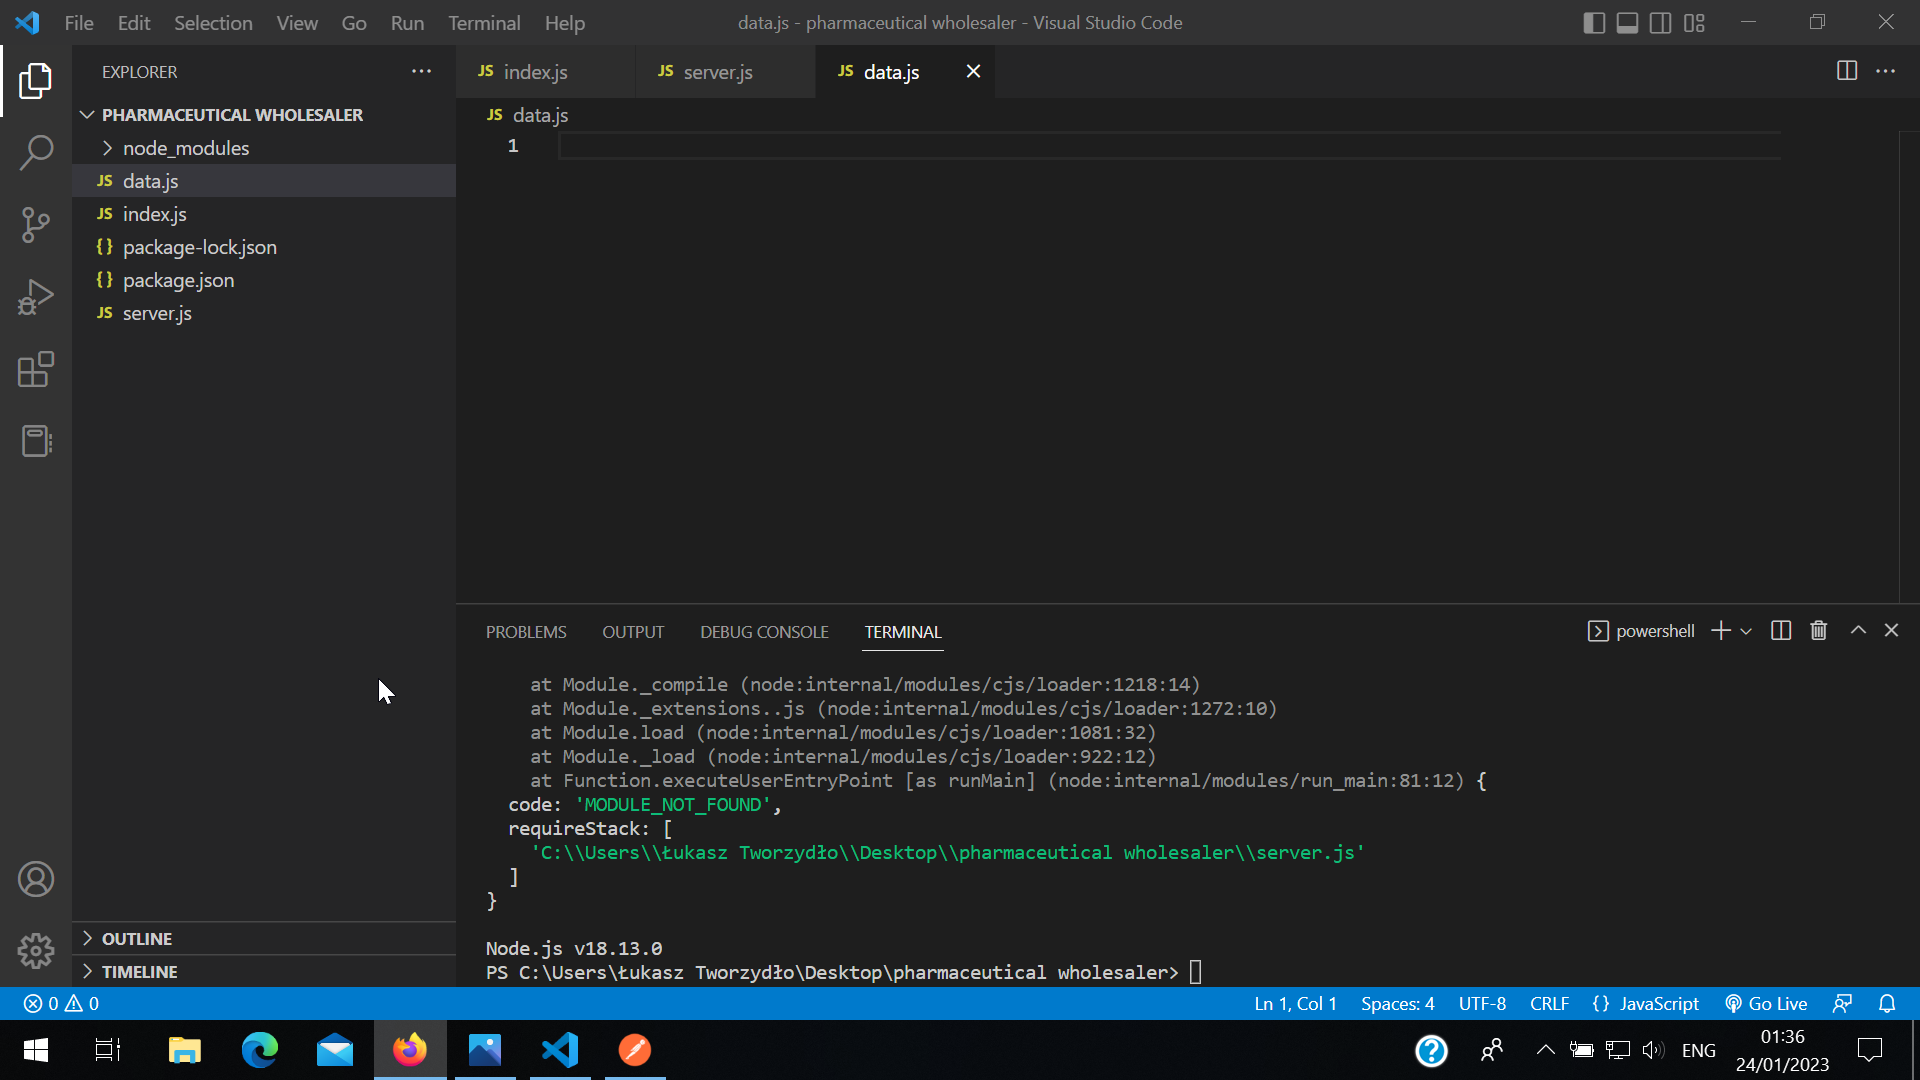 File Edit Selection View Go Run Terminal Help
data.js - pharmaceutical wholesaler - Visual Studio Code
EXPLORER
PHARMACEUTICAL WHOLESALER
node_modules
JS data.js
JS index.js
{} package-lock.json
{} package.json
JS server.js
OUTLINE
TIMELINE
JS index.js
JS server.js
JS data.js
JS data.js
1
PROBLEMS OUTPUT DEBUG CONSOLE TERMINAL
powershell
at Module._compile (node:internal/modules/cjs/loader:1218:14)
at Module._extensions..js (node:internal/modules/cjs/loader:1272:10)
at Module.load (node:internal/modules/cjs/loader:1081:32)
at Module._load (node:internal/modules/cjs/loader:922:12)
at Function.executeUserEntryPoint [as runMain] (node:internal/modules/run_main:81:12) {
code: 'MODULE_NOT_FOUND',
requireStack: [
'C:\\Users\\Łukasz Tworzydło\\Desktop\\pharmaceutical wholesaler\\server.js'
]
}
Node.js v18.13.0
PS C:\Users\Łukasz Tworzydło\Desktop\pharmaceutical wholesaler>
0 0
Ln 1, Col 1 Spaces: 4 UTF-8 CRLF {} JavaScript Go Live
ENG
01:36
24/01/2023